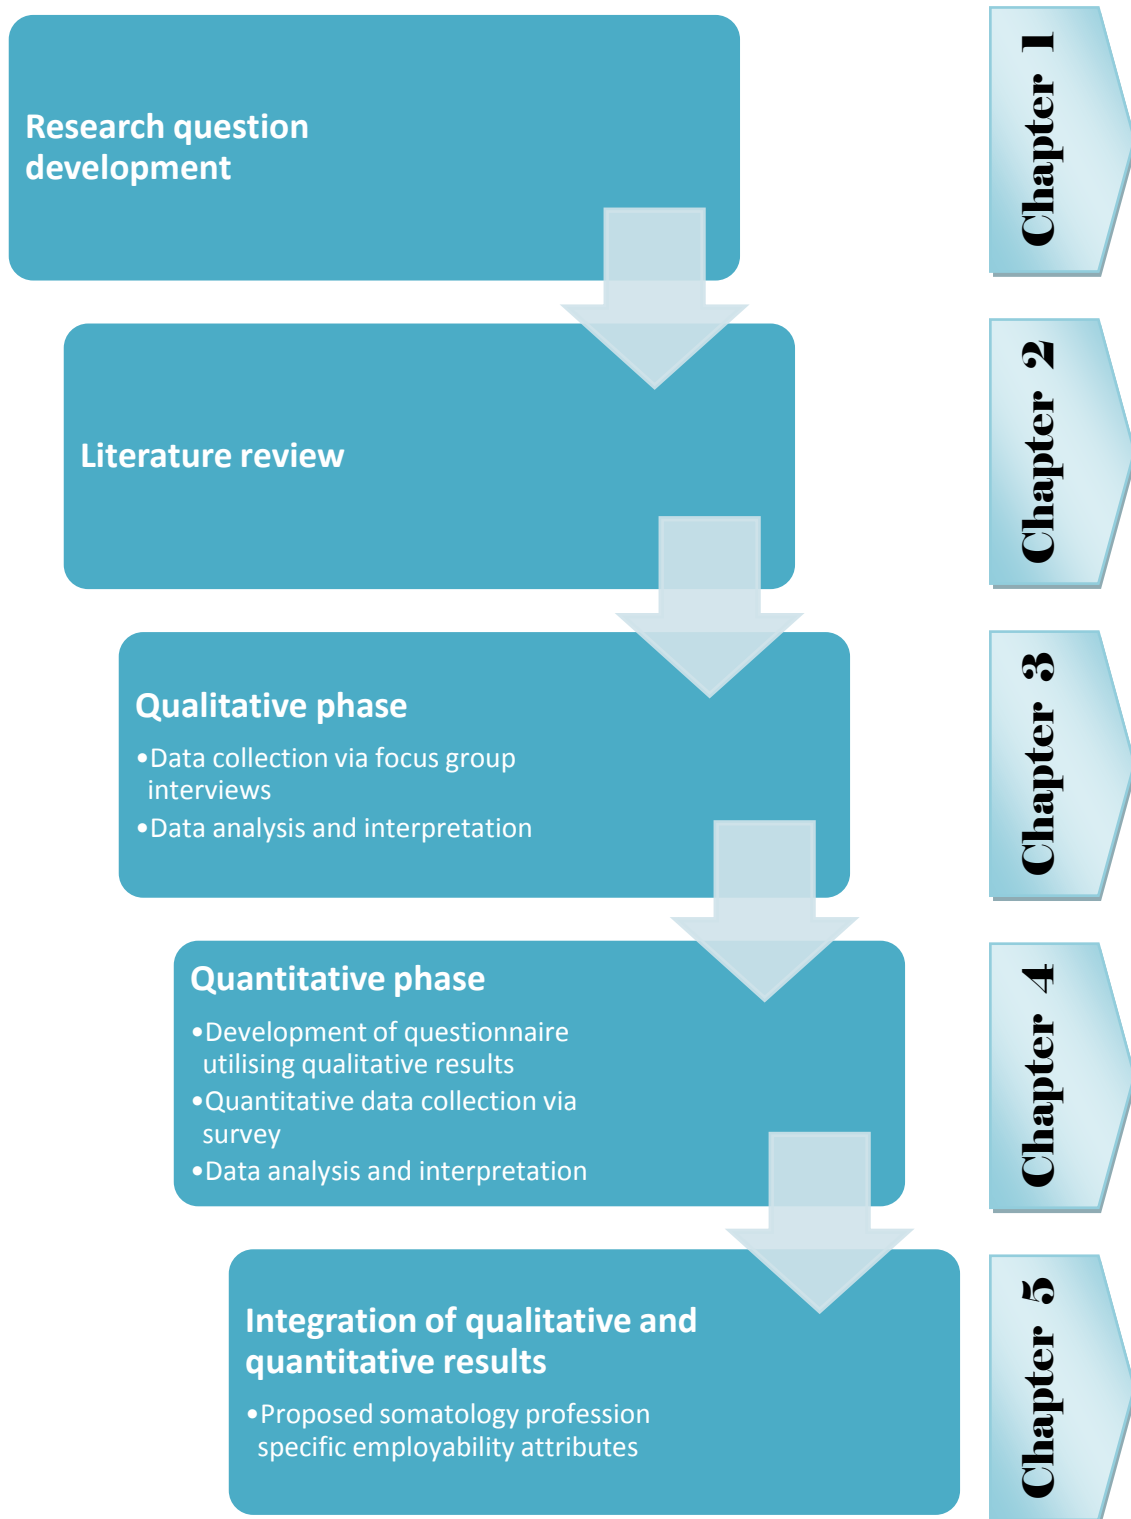 Research question
development
Chapter 1
Literature review
Chapter 2
Qualitative phase
•Data collection via focus group
interviews
•Data analysis and interpretation
Chapter 3
Quantitative phase
•Development of questionnaire
utilising qualitative results
•Quantitative data collection via
survey
•Data analysis and interpretation
Chapter 4
Integration of qualitative and
quantitative results
•Proposed somatology profession
specific employability attributes
Chapter 5